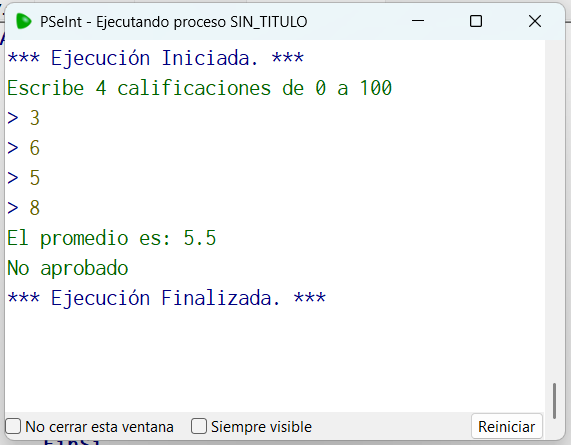 PSeInt - Ejecutando proceso SIN_TITULO
*** Ejecución Iniciada. ***
Escribe 4 calificaciones de 0 a 100
> 3
> 6
> 5
> 8
El promedio es: 5.5
No aprobado
*** Ejecución Finalizada. ***
No cerrar esta ventana
Siempre visible
Reiniciar